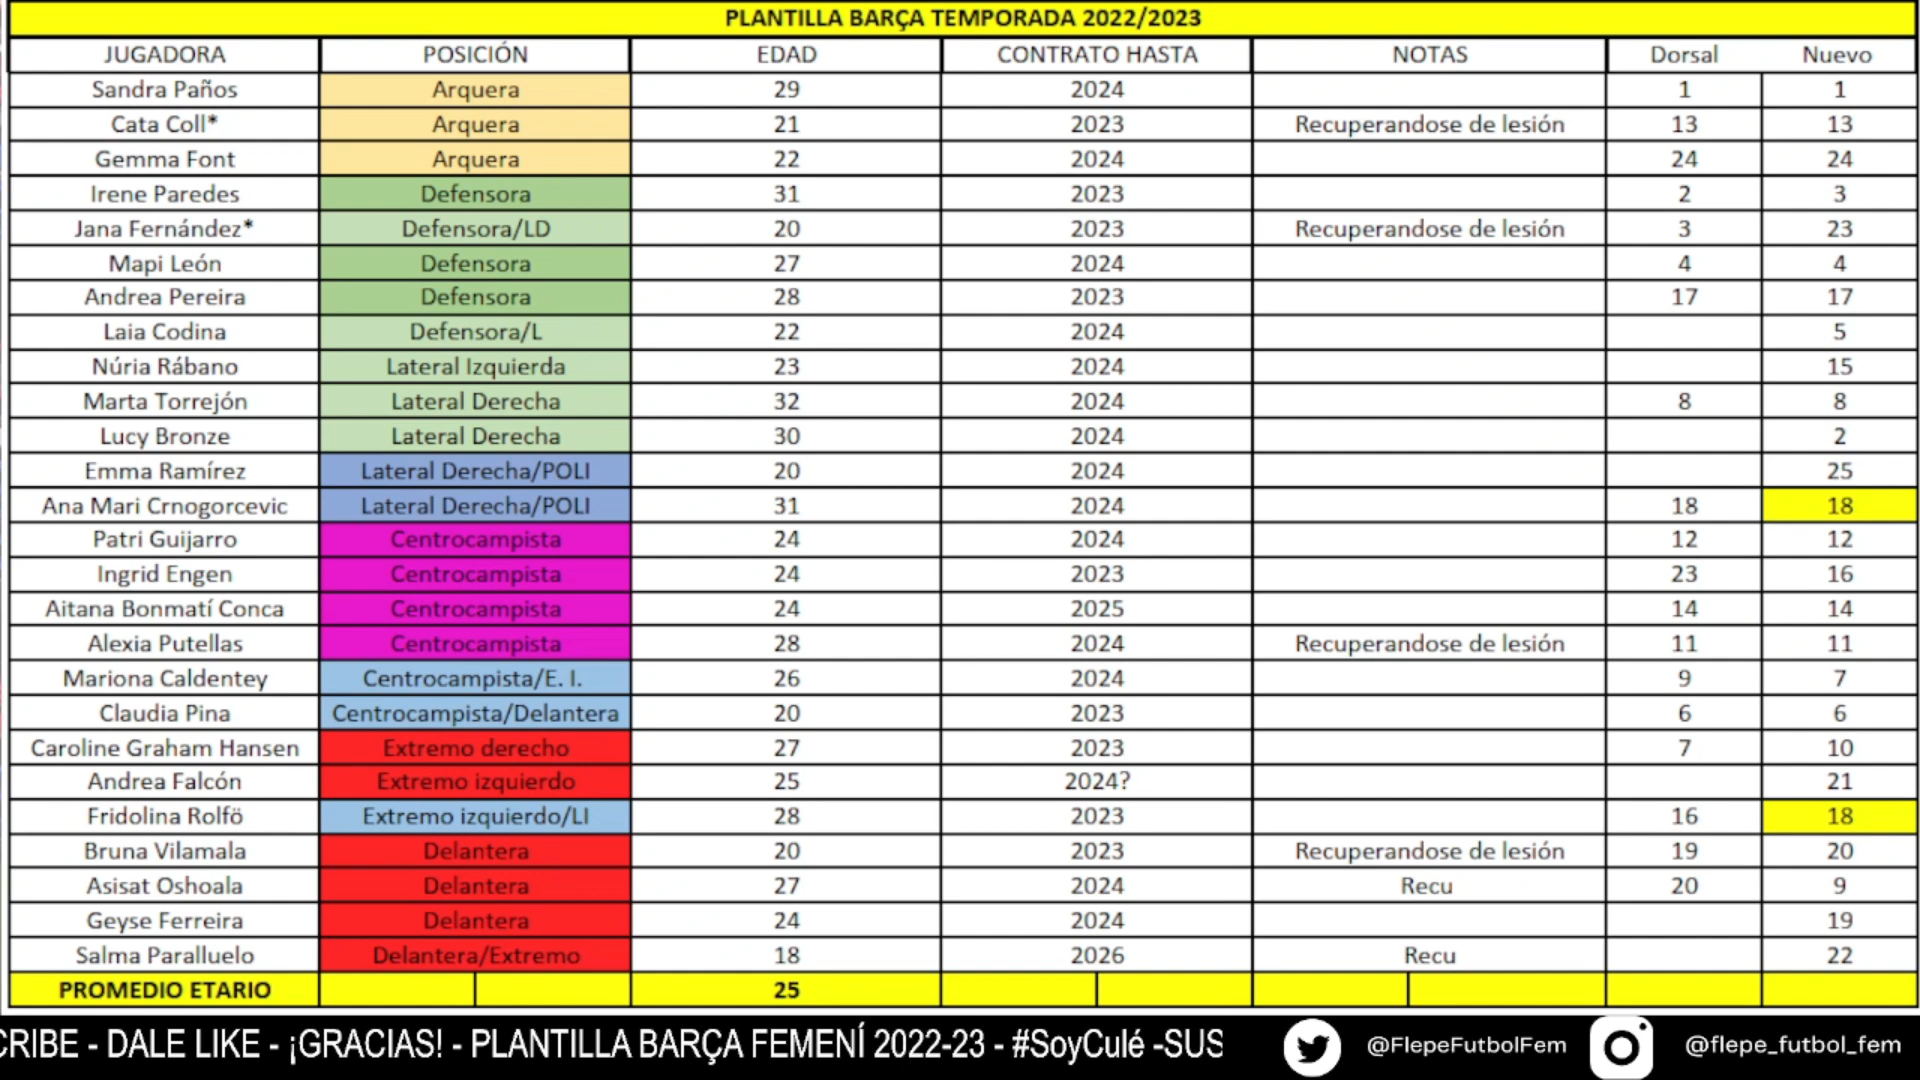 PLANTILLA BARÇA TEMPORADA 2022/2023
JUGADORA POSICIÓN EDAD CONTRATO HASTA NOTAS Dorsal Nuevo
Sandra Paños Arquera 29 2024 1 1
Cata Coll* Arquera 21 2023 Recuperandose de lesión 13 13
Gemma Font Arquera 22 2024 24 24
Irene Paredes Defensora 31 2023 2 3
Jana Fernández* Defensora/LD 20 2023 Recuperandose de lesión 3 23
Mapi León Defensora 27 2024 4 4
Andrea Pereira Defensora 28 2023 17 17
Laia Codina Defensora/L 22 2024 5
Núria Rábano Lateral Izquierda 23 2024 15
Marta Torrejón Lateral Derecha 32 2024 8 8
Lucy Bronze Lateral Derecha 30 2024 2
Emma Ramírez Lateral Derecha/POLI 20 2024 25
Ana Mari Crnogorcevic Lateral Derecha/POLI 31 2024 18 18
Patri Guijarro Centrocampista 24 2024 12 12
Ingrid Engen Centrocampista 24 2023 23 16
Aitana Bonmatí Conca Centrocampista 24 2025 14 14
Alexia Putellas Centrocampista 28 2024 Recuperandose de lesión 11 11
Mariona Caldentey Centrocampista/E. I. 26 2024 9 7
Claudia Pina Centrocampista/Delantera 20 2023 6 6
Caroline Graham Hansen Extremo derecho 27 2023 7 10
Andrea Falcón Extremo izquierdo 25 2024? 21
Fridolina Rolfö Extremo izquierdo/LI 28 2023 16 18
Bruna Vilamala Delantera 20 2023 Recuperandose de lesión 19 20
Asisat Oshoala Delantera 27 2024 Recu 20 9
Geyse Ferreira Delantera 24 2024 19
Salma Paralluelo Delantera/Extremo 18 2026 Recu 22
PROMEDIO ETARIO 25
CRIBE - DALE LIKE - ¡GRACIAS! - PLANTILLA BARÇA FEMENÍ 2022-23 - #SoyCulé -SUS @FlepeFutbolFem @flepe_futbol_fem